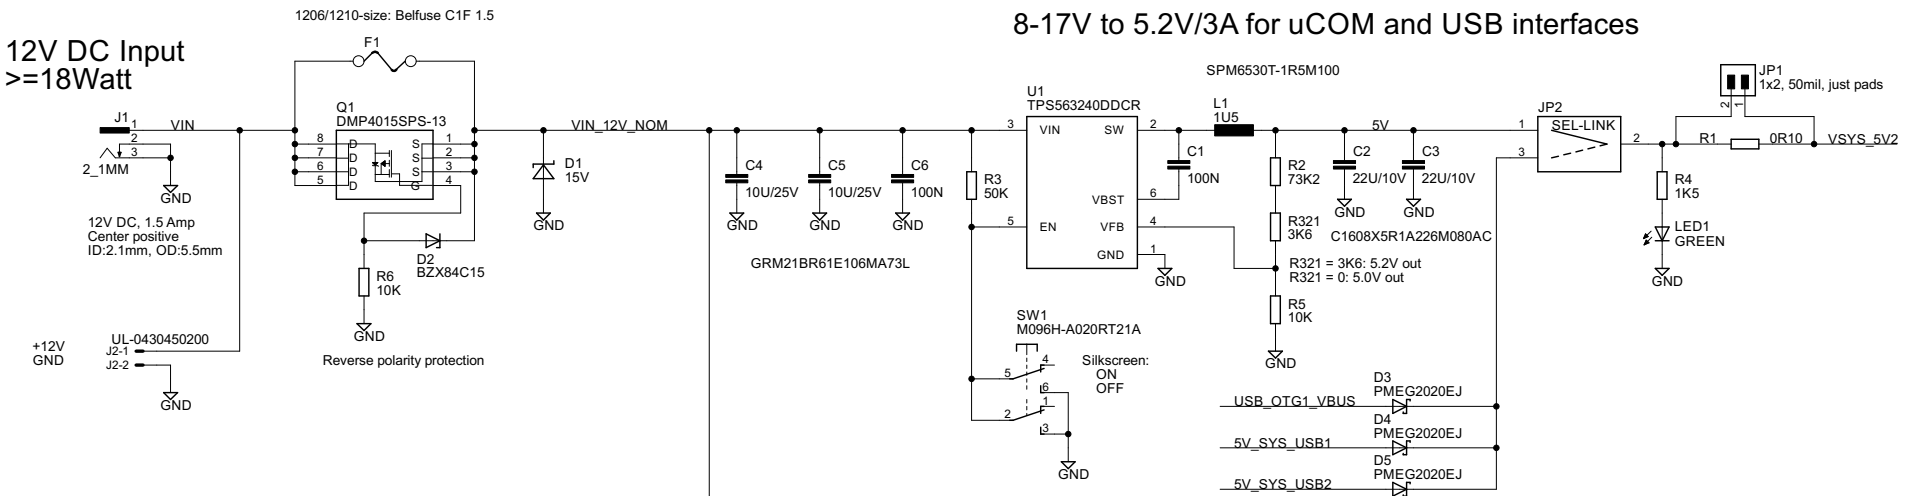 1206/1210-size: Belfuse C1F 1.5
8-17V to 5.2V/3A for uCOM and USB interfaces
12V DC Input
>=18Watt
F1
Q1
DMP4015SPS-13
J1
1
2
3
VIN
2_1MM
GND
12V DC, 1.5 Amp
Center positive
ID:2.1mm, OD:5.5mm
8
7
6
5
D
D
D
D
S
S
S
G
1
2
3
4
D2
BZX84C15
R6
10K
GND
Reverse polarity protection
+12V
GND
UL-0430450200
J2-1
J2-2
GND
D1
15V
GND
VIN_12V_NOM
C4
10U/25V
GND
C5
10U/25V
GND
C6
100N
GND
GRM21BR61E106MA73L
R3
50K
U1
TPS563240DDCR
3
VIN
SW
2
VBST
6
5
EN
VFB
4
GND
1
GND
C1
100N
SPM6530T-1R5M100
L1
1U5
5V
R2
73K2
R321
3K6
C2
22U/10V
GND
C3
22U/10V
GND
C1608X5R1A226M080AC
R321 = 3K6: 5.2V out
R321 = 0: 5.0V out
R5
10K
GND
SW1
M096H-A020RT21A
Silkscreen:
ON
OFF
5
4
6
2
1
3
GND
JP2
SEL-LINK
1
3
2
JP1
1x2, 50mil, just pads
2
1
R1
0R10
VSYS_5V2
R4
1K5
LED1
GREEN
GND
D3
PMEG2020EJ
USB_OTG1_VBUS
D4
PMEG2020EJ
5V_SYS_USB1
D5
PMEG2020EJ
5V_SYS_USB2